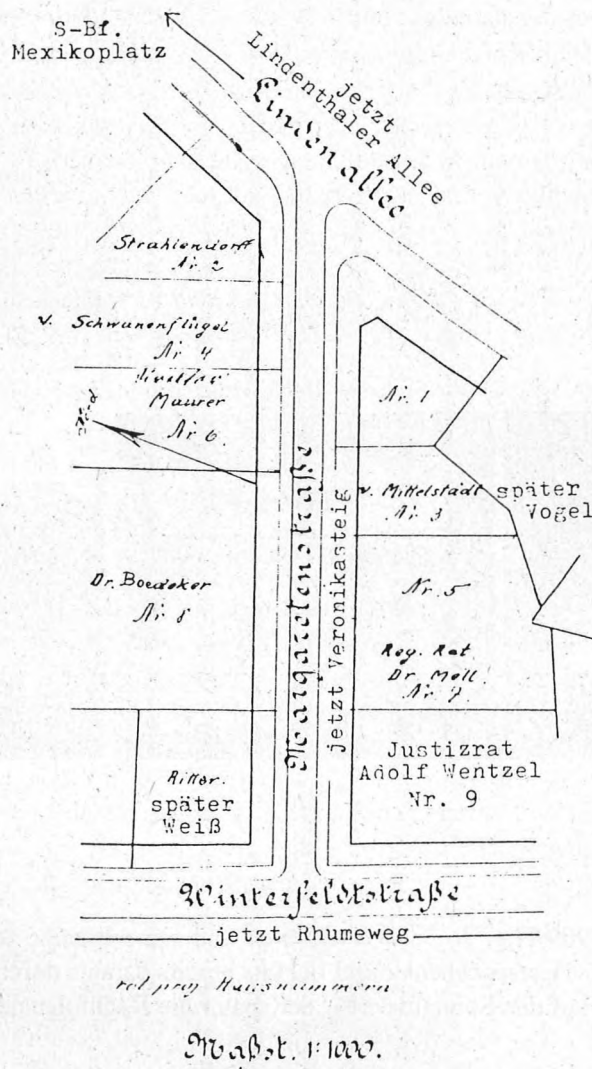 S-Bf.
Mexikoplatz
jetzt
Lindenthaler Allee
Lindenallee
Strahlendorff
Nr. 2
v. Schwanenflügel
Nr. 4
Maurer
Nr. 6
Nr. 1
v. Mittelstädt
Nr. 3
später
Vogel
Margaretenstraße
jetzt Veronikasteig
Dr. Boedeker
Nr. 8
Nr. 5
Reg. Rat
Dr. Moll.
Nr. 7
Justizrat
Adolf Wentzel
Nr. 9
Ritter.
später
Weiß
Winterfeldtstraße
jetzt Rhumeweg
Hausnummern
Maßst. 1:1000.